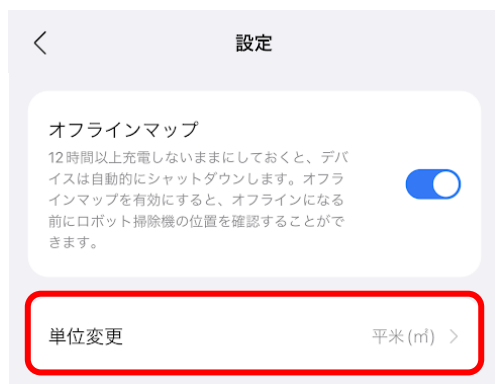 設定
オフラインマップ
12時間以上充電しないままにしておくと、デバ
イスは自動的にシャットダウンします。オフラ
インマップを有効にすると、オフラインになる
前にロボット掃除機の位置を確認することがで
きます。
単位変更 平米(㎡)